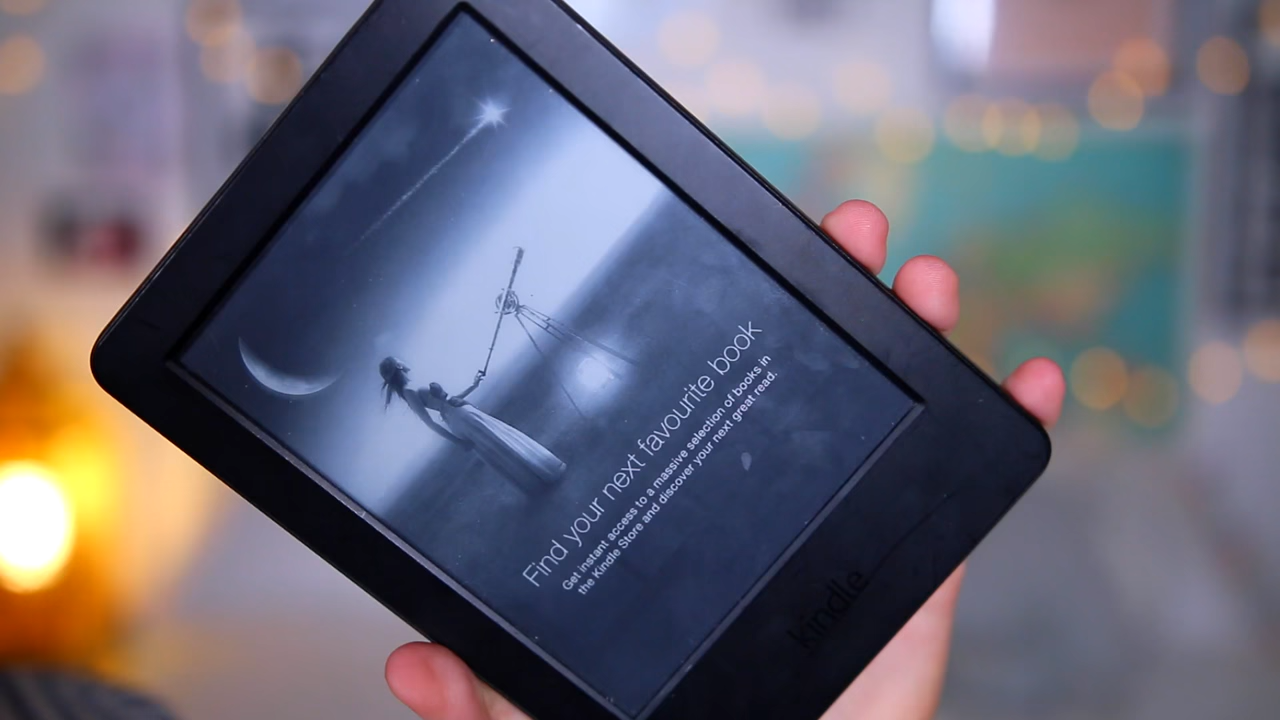 Find your next favourite book
Get instant access to a massive selection of books in
the Kindle Store and discover your next great read.
kindle